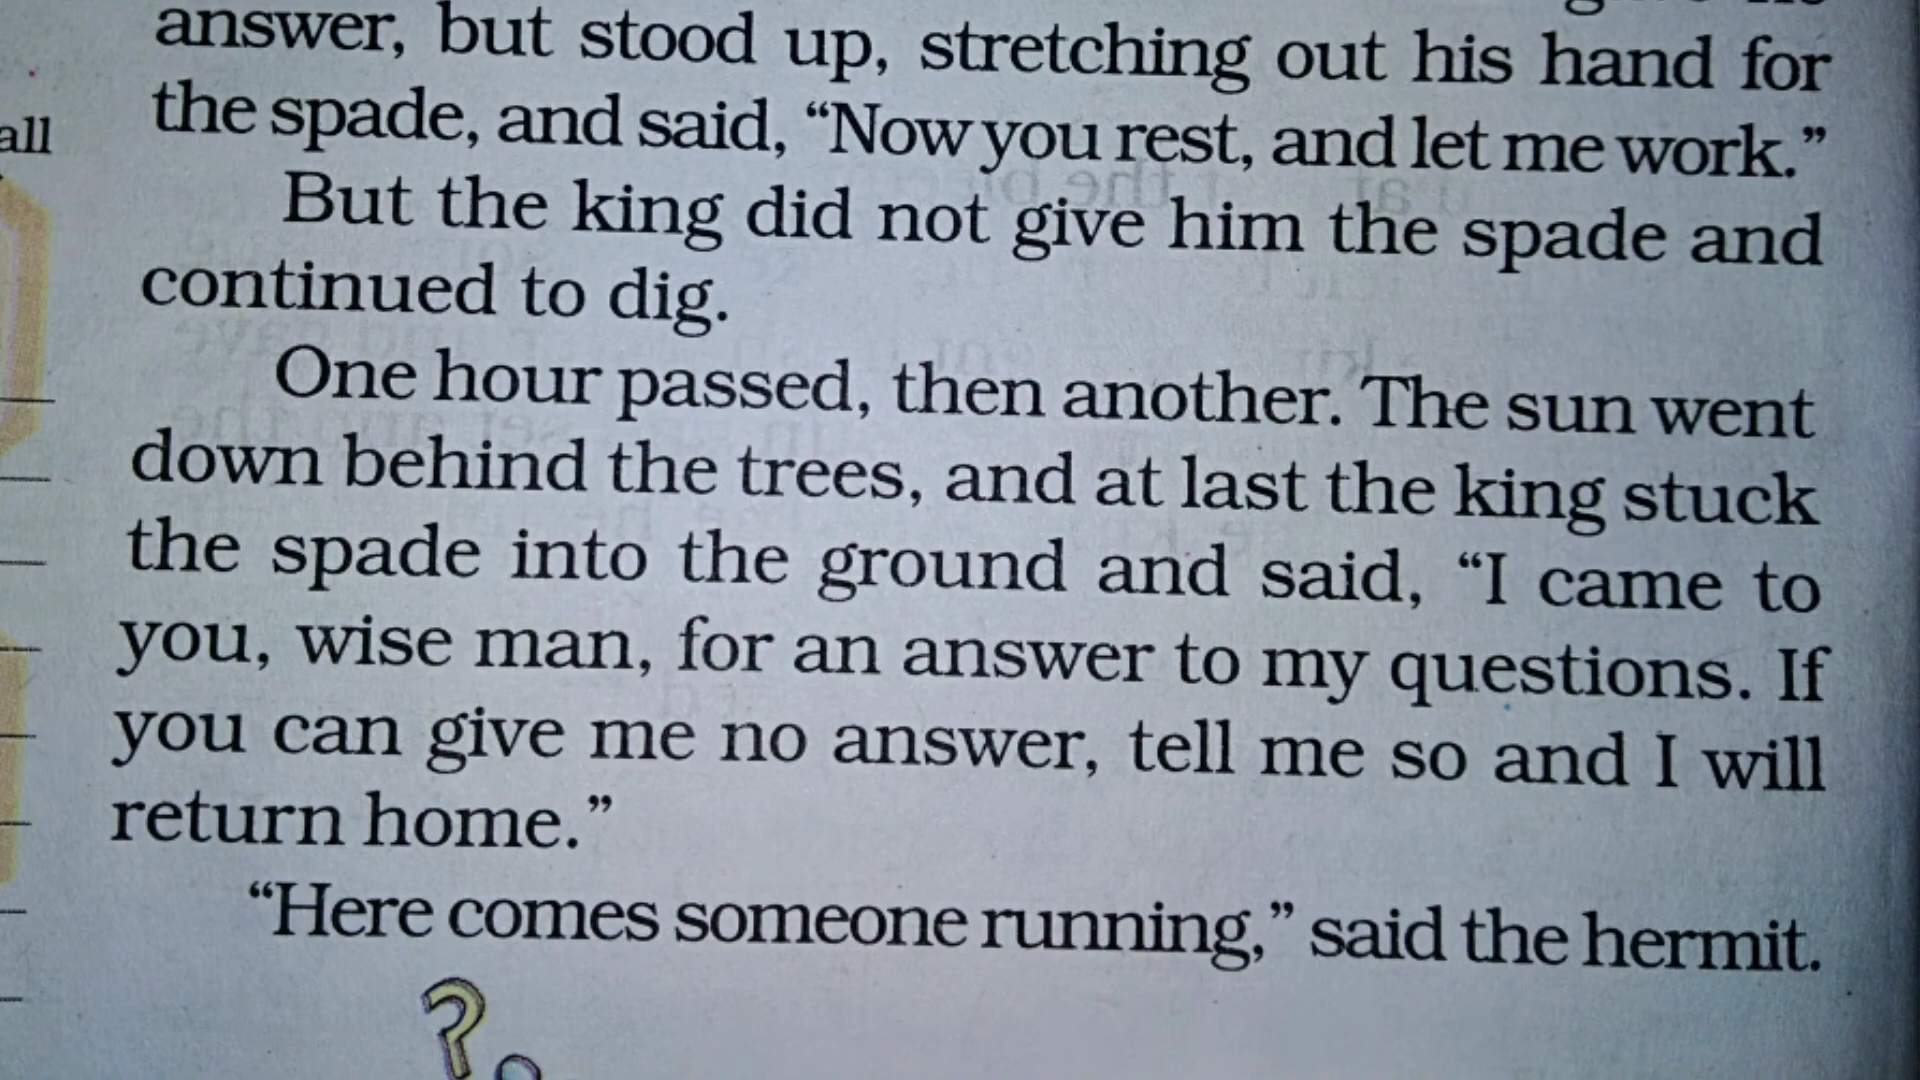 answer, but stood up, stretching out his hand for
the spade, and said, “Now you rest, and let me work.”
But the king did not give him the spade and
continued to dig.
One hour passed, then another. The sun went
down behind the trees, and at last the king stuck
the spade into the ground and said, “I came to
you, wise man, for an answer to my questions. If
you can give me no answer, tell me so and I will
return home.”
“Here comes someone running,” said the hermit.
all
?